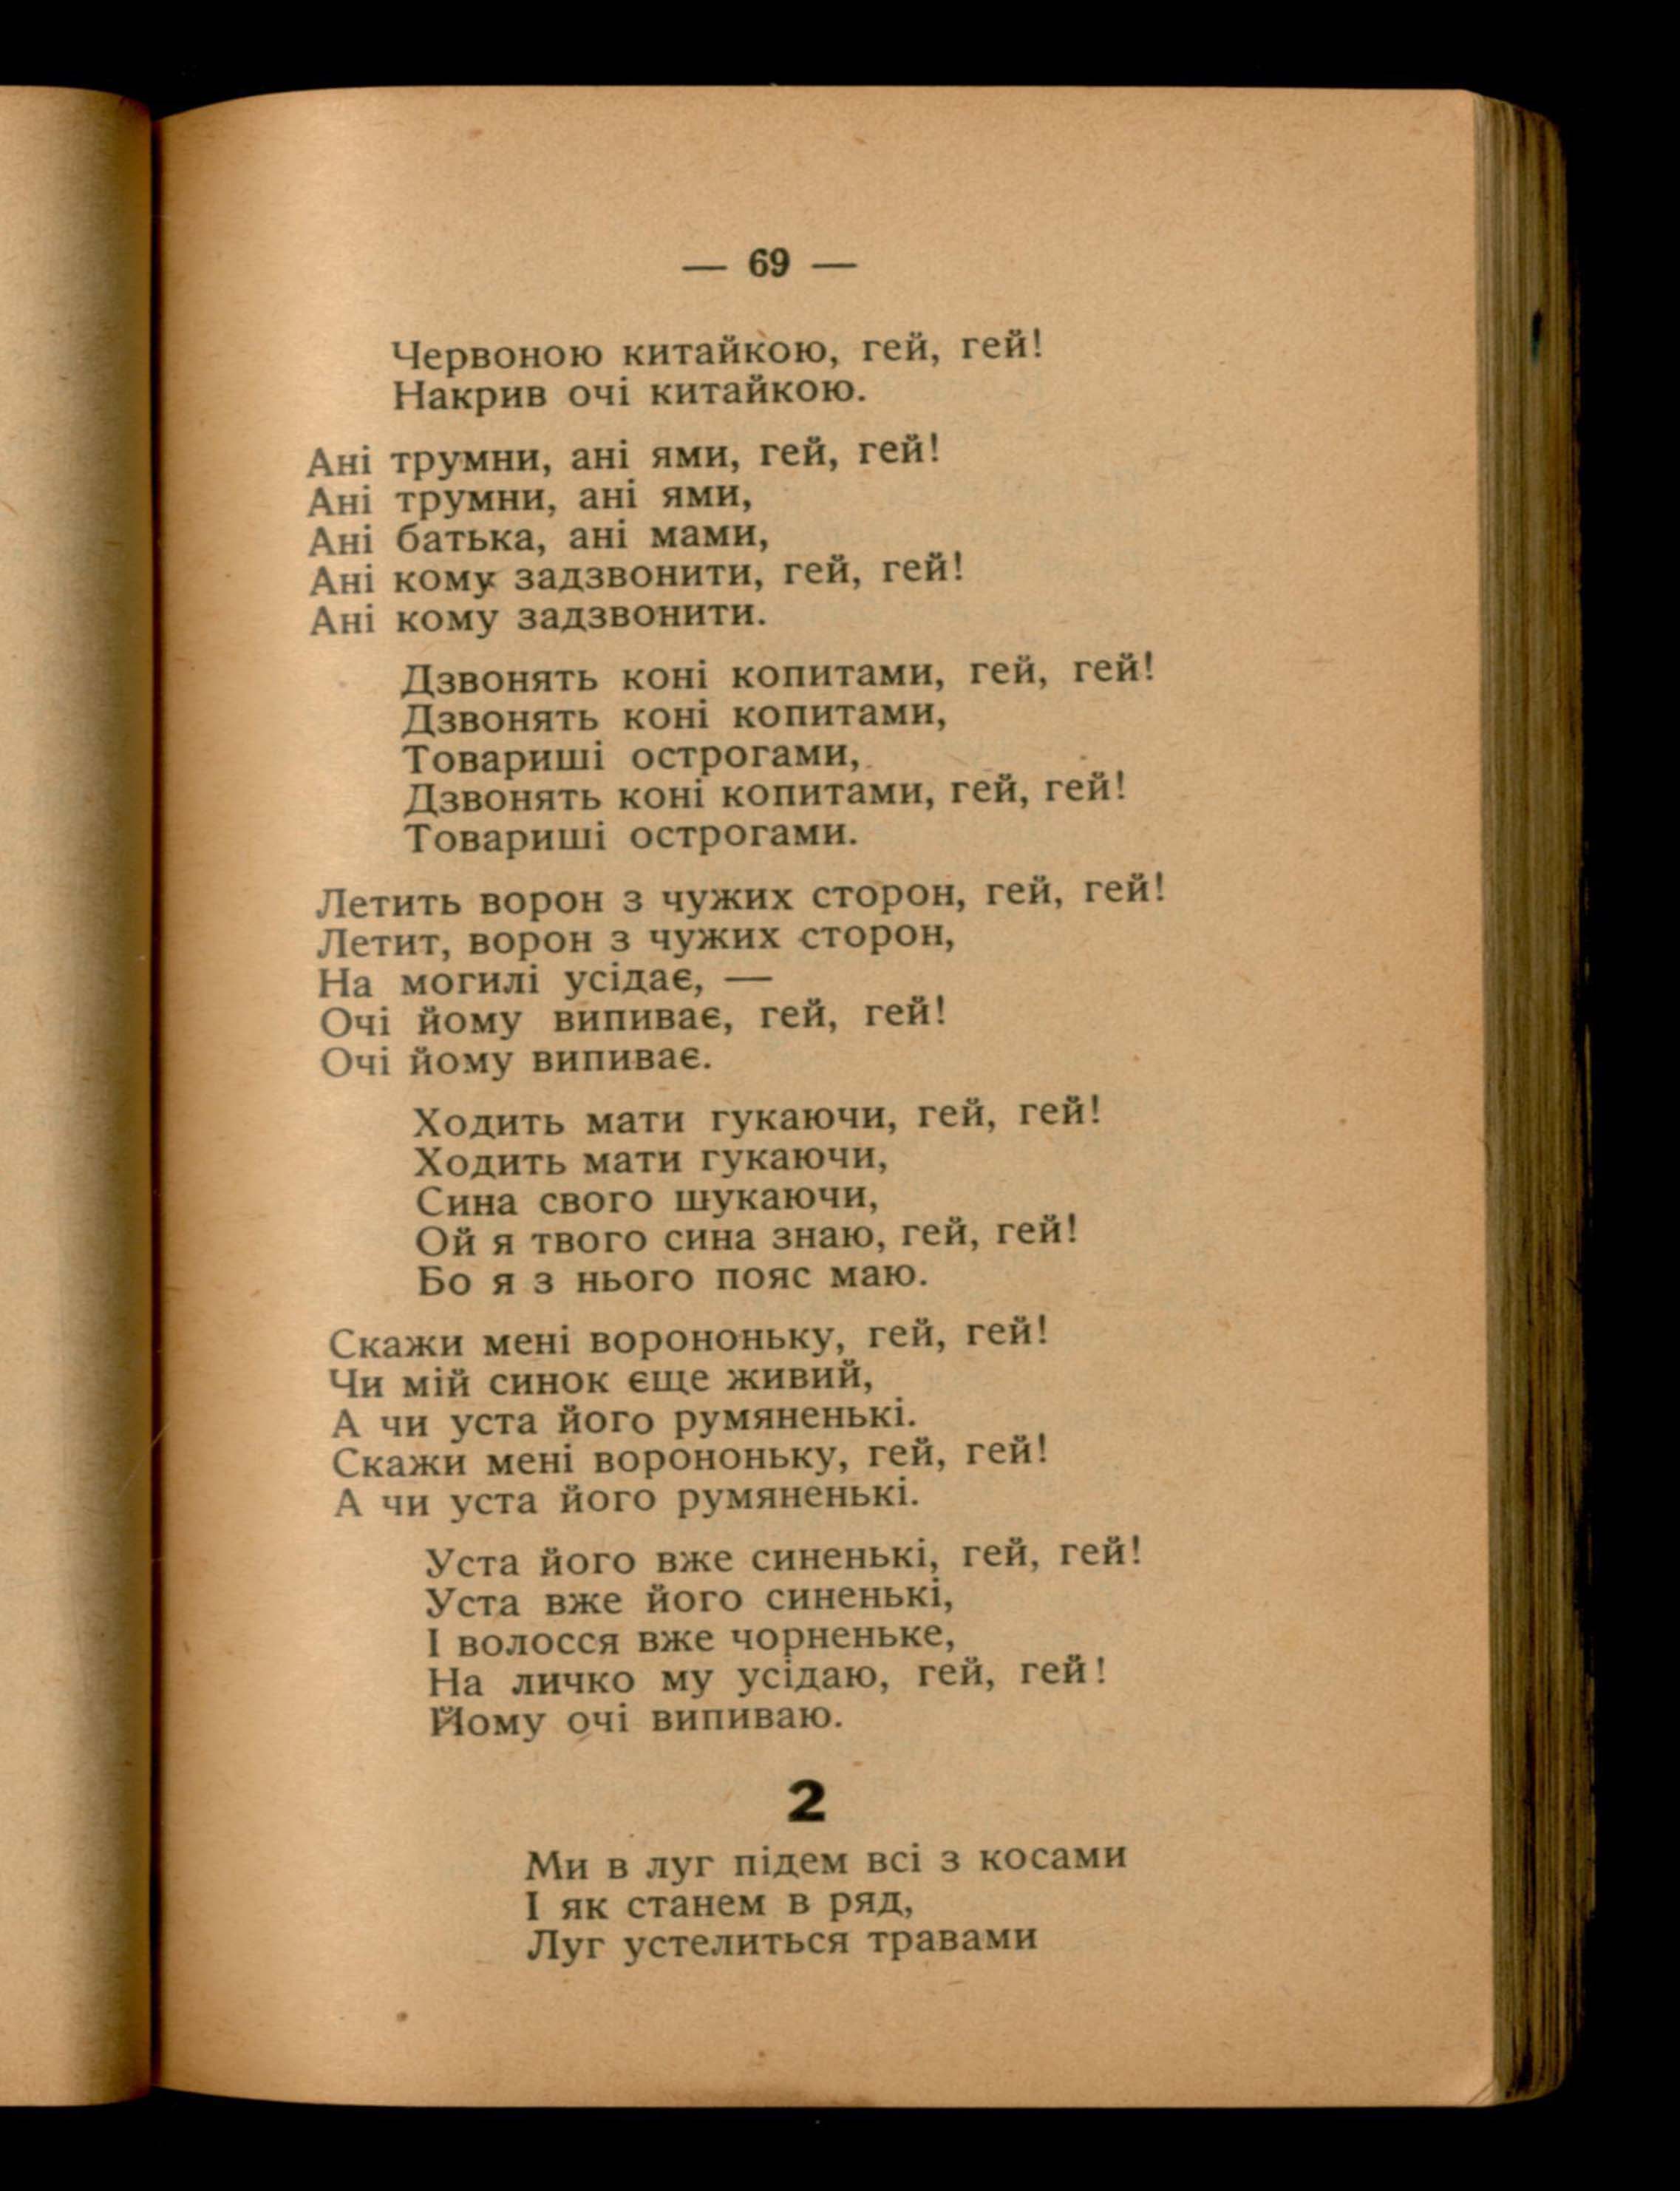 — 69 —
Червоною китайкою, гей, гей!
Накрив очі китайкою.
Ані трумни, ані ями, гей, гей!
Ані трумни, ані ями,
Ані батька, ані мами,
Ані кому задзвонити, гей, гей!
Ані кому задзвонити.
Дзвонять коні копитами, гей, гей!
Дзвонять коні копитами,
Товариші острогами,
Дзвонять коні копитами, гей, гей!
Товариші острогами.
Летить ворон з чужих сторон, гей, гей!
Летит, ворон з чужих сторон,
На могилі усідає, —
Очі йому випиває, гей, гей!
Очі йому випиває.
Ходить мати гукаючи, гей, гей!
Ходить мати гукаючи,
Сина свого шукаючи,
Ой я твого сина знаю, гей, гей!
Бо я з нього пояс маю.
Скажи мені ворононьку, гей, гей!
Чи мій синок єще живий,
А чи уста його румяненькі.
Скажи мені ворононьку, гей, гей!
А чи уста його румяненькі.
Уста його вже синенькі, гей, гей!
Уста вже його синенькі,
І волосся вже чорненьке,
На личко му усідаю, гей, гей!
Йому очі випиваю.
2
Ми в луг підем всі з косами
І як станем в ряд,
Луг устелиться травами